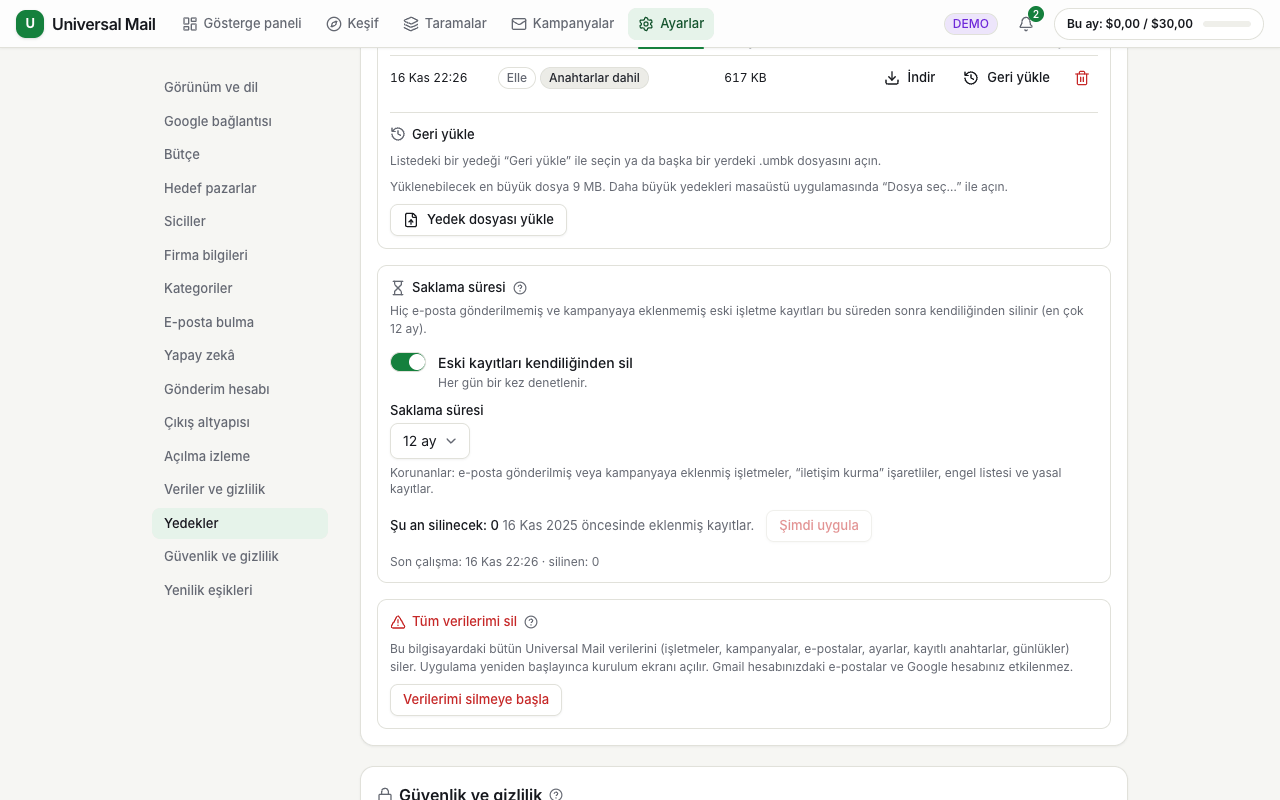 U Universal Mail Gösterge paneli Keşif Taramalar Kampanyalar Ayarlar DEMO 2 Bu ay: $0,00 / $30,00
Görünüm ve dil
Google bağlantısı
Bütçe
Hedef pazarlar
Siciller
Firma bilgileri
Kategoriler
E-posta bulma
Yapay zekâ
Gönderim hesabı
Çıkış altyapısı
Açılma izleme
Veriler ve gizlilik
Yedekler
Güvenlik ve gizlilik
Yenilik eşikleri
16 Kas 22:26 Elle Anahtarlar dahil 617 KB İndir Geri yükle
Geri yükle
Listedeki bir yedeği “Geri yükle” ile seçin ya da başka bir yerdeki .umbk dosyasını açın.
Yüklenebilecek en büyük dosya 9 MB. Daha büyük yedekleri masaüstü uygulamasında “Dosya seç…” ile açın.
Yedek dosyası yükle
Saklama süresi
Hiç e-posta gönderilmemiş ve kampanyaya eklenmemiş eski işletme kayıtları bu süreden sonra kendiliğinden silinir (en çok
12 ay).
Eski kayıtları kendiliğinden sil
Her gün bir kez denetlenir.
Saklama süresi
12 ay
Korunanlar: e-posta gönderilmiş veya kampanyaya eklenmiş işletmeler, “iletişim kurma” işaretliler, engel listesi ve yasal
kayıtlar.
Şu an silinecek: 0 16 Kas 2025 öncesinde eklenmiş kayıtlar. Şimdi uygula
Son çalışma: 16 Kas 22:26 · silinen: 0
Tüm verilerimi sil
Bu bilgisayardaki bütün Universal Mail verilerini (işletmeler, kampanyalar, e-postalar, ayarlar, kayıtlı anahtarlar, günlükler)
siler. Uygulama yeniden başlayınca kurulum ekranı açılır. Gmail hesabınızdaki e-postalar ve Google hesabınız etkilenmez.
Verilerimi silmeye başla
Güvenlik ve gizlilik